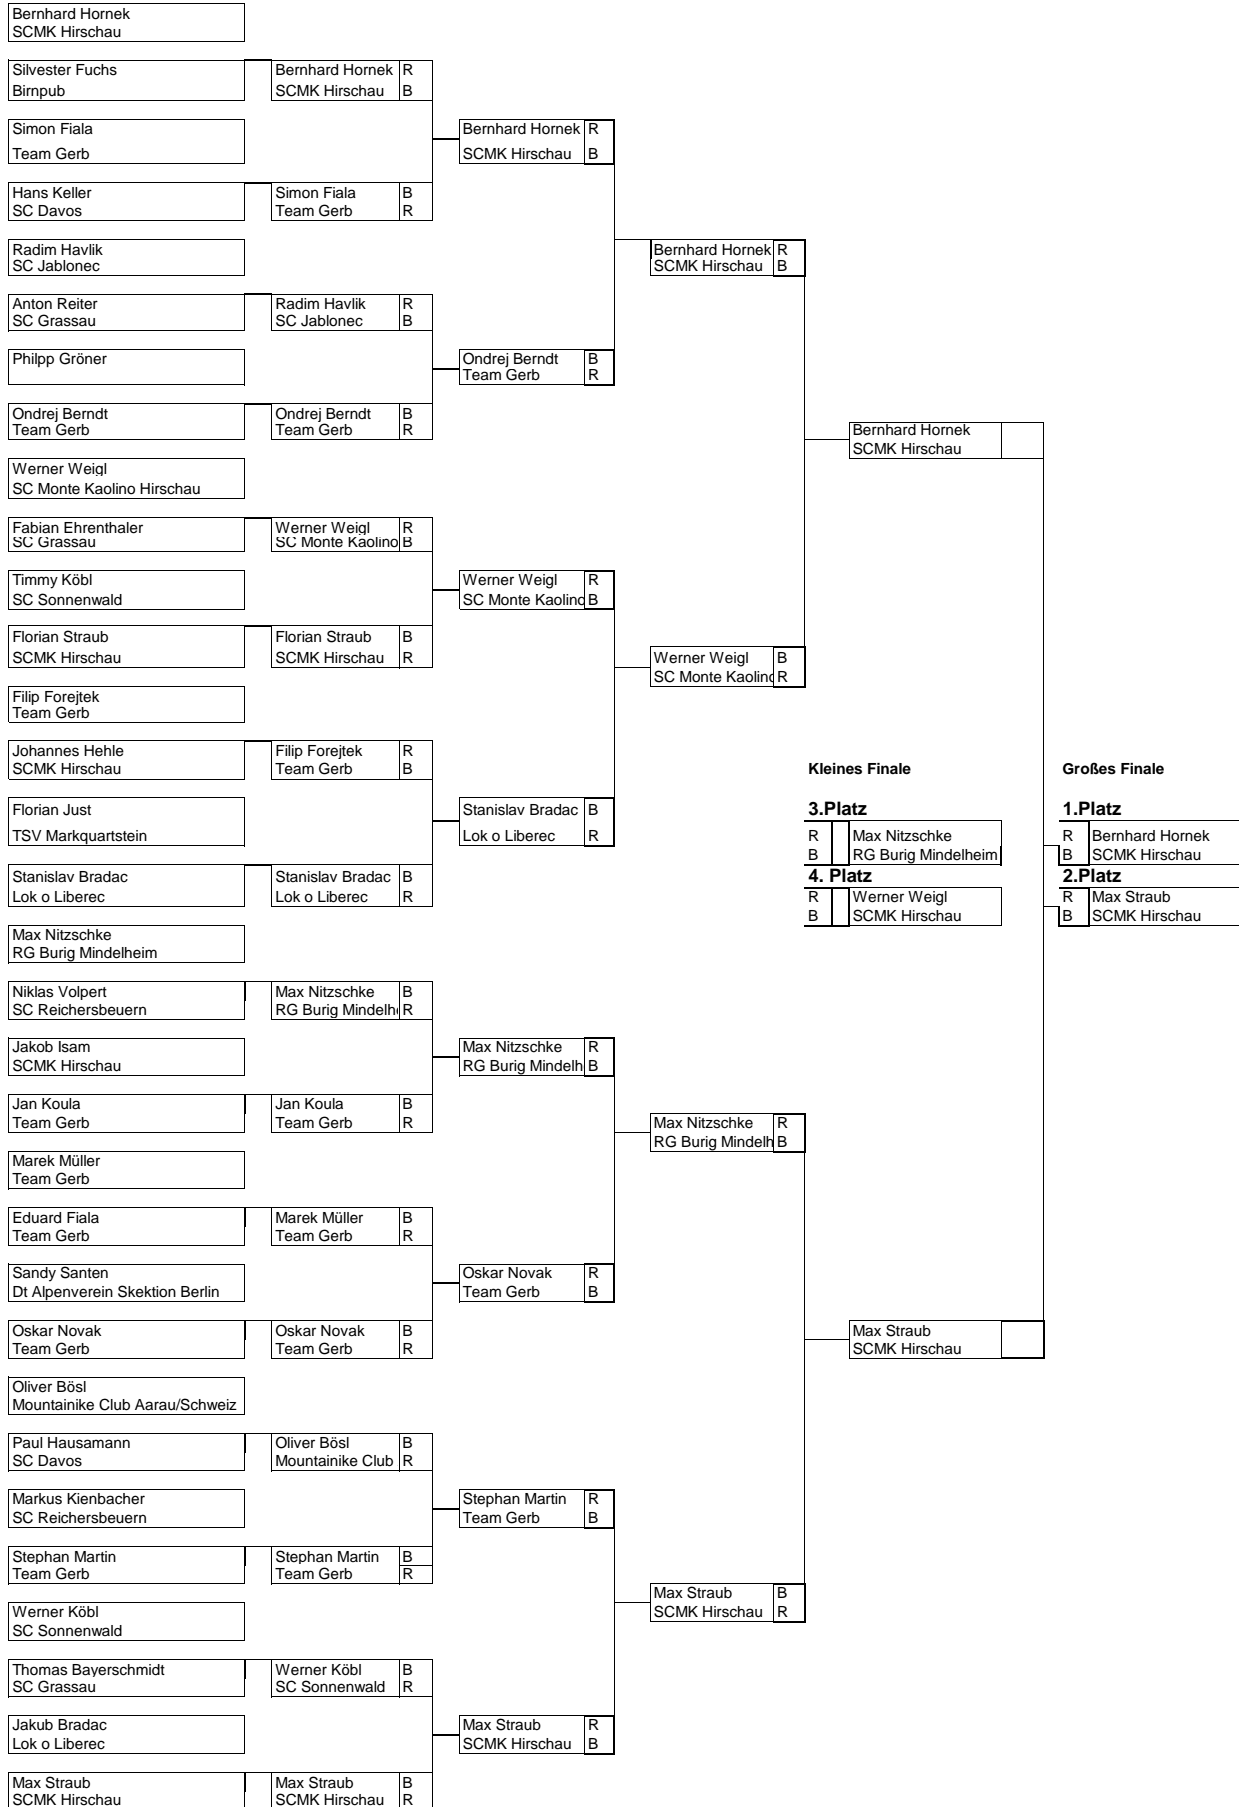 Bernhard Hornek
SCMK Hirschau
Silvester Fuchs
Birnpub
Bernhard Hornek R
SCMK Hirschau B
Simon Fiala
Team Gerb
Bernhard Hornek R
SCMK Hirschau B
Hans Keller
SC Davos
Simon Fiala B
Team Gerb R
Radim Havlik
SC Jablonec
Bernhard Hornek R
SCMK Hirschau B
Anton Reiter
SC Grassau
Radim Havlik R
SC Jablonec B
Philpp Gröner
Ondrej Berndt B
Team Gerb R
Ondrej Berndt
Team Gerb
Ondrej Berndt B
Team Gerb R
Bernhard Hornek
SCMK Hirschau
Werner Weigl
SC Monte Kaolino Hirschau
Fabian Ehrenthaler
SC Grassau
Werner Weigl R
SC Monte Kaolino B
Timmy Köbl
SC Sonnenwald
Werner Weigl R
SC Monte Kaolino B
Florian Straub
SCMK Hirschau
Florian Straub B
SCMK Hirschau R
Werner Weigl B
SC Monte Kaolino R
Filip Forejtek
Team Gerb
Johannes Hehle
SCMK Hirschau
Filip Forejtek R
Team Gerb B
Kleines Finale
Großes Finale
Florian Just
TSV Markquartstein
Stanislav Bradac B
Lok o Liberec R
3.Platz
R Max Nitzschke
B RG Burig Mindelheim
1.Platz
R Bernhard Hornek
B SCMK Hirschau
Stanislav Bradac
Lok o Liberec
Stanislav Bradac B
Lok o Liberec R
4. Platz
R Werner Weigl
B SCMK Hirschau
2.Platz
R Max Straub
B SCMK Hirschau
Max Nitzschke
RG Burig Mindelheim
Niklas Volpert
SC Reichersbeuern
Max Nitzschke B
RG Burig Mindelh R
Jakob Isam
SCMK Hirschau
Max Nitzschke R
RG Burig Mindelh B
Jan Koula
Team Gerb
Jan Koula B
Team Gerb R
Max Nitzschke R
RG Burig Mindelh B
Marek Müller
Team Gerb
Eduard Fiala
Team Gerb
Marek Müller B
Team Gerb R
Sandy Santen
Dt Alpenverein Skektion Berlin
Oskar Novak R
Team Gerb B
Oskar Novak
Team Gerb
Oskar Novak B
Team Gerb R
Max Straub
SCMK Hirschau
Oliver Bösl
Mountainike Club Aarau/Schweiz
Paul Hausamann
SC Davos
Oliver Bösl B
Mountainike Club R
Markus Kienbacher
SC Reichersbeuern
Stephan Martin R
Team Gerb B
Stephan Martin
Team Gerb
Stephan Martin B
Team Gerb R
Max Straub B
SCMK Hirschau R
Werner Köbl
SC Sonnenwald
Thomas Bayerschmidt
SC Grassau
Werner Köbl B
SC Sonnenwald R
Jakub Bradac
Lok o Liberec
Max Straub R
SCMK Hirschau B
Max Straub
SCMK Hirschau
Max Straub B
SCMK Hirschau R